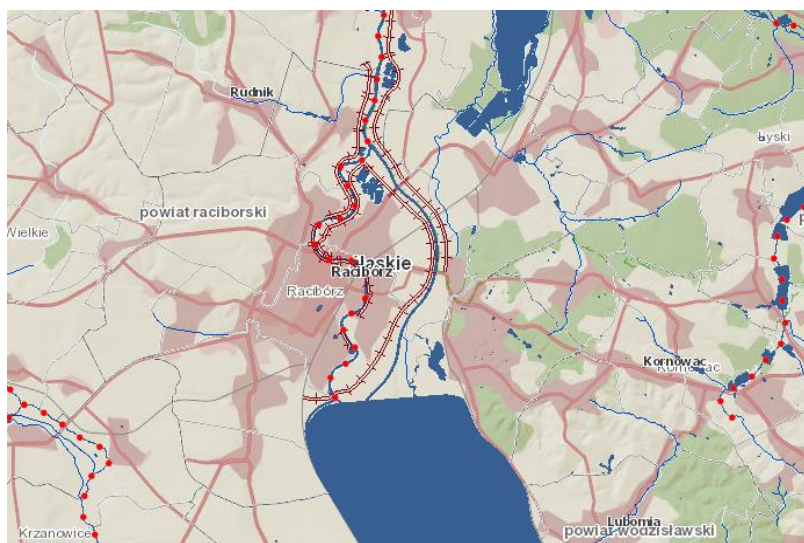 Rudnik
Łyski
powiat raciborski
Wielkie
śląskie
Racibórz
Racibórz
Kornowac
Kornowac
Krzanowice
Lubomia
powiat wodzisławski